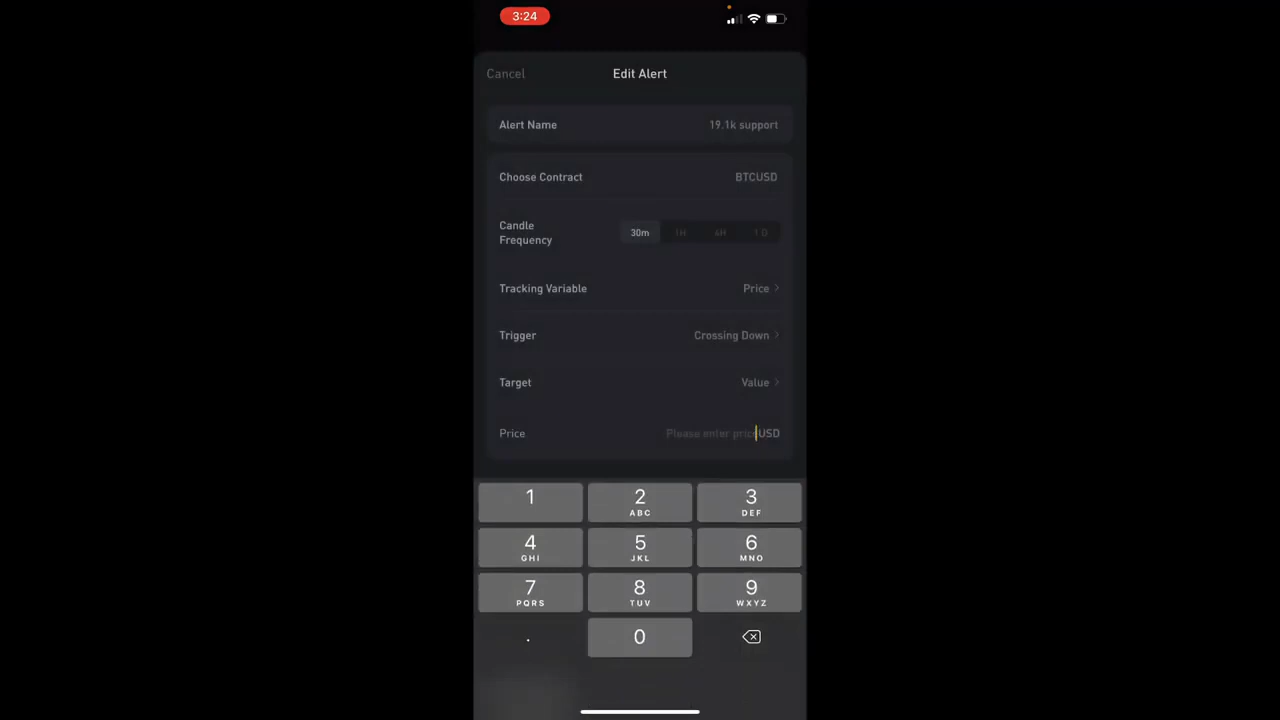 3:24
Cancel
Edit Alert
Alert Name
19.1k support
Choose Contract
BTCUSD
Candle
Frequency
30m 1H 4H 1D
Tracking Variable
Price
Trigger
Crossing Down
Target
Value
Price
Please enter price USD
1
2
ABC
3
DEF
4
GHI
5
JKL
6
MNO
7
PQRS
8
TUV
9
WXYZ
.
0